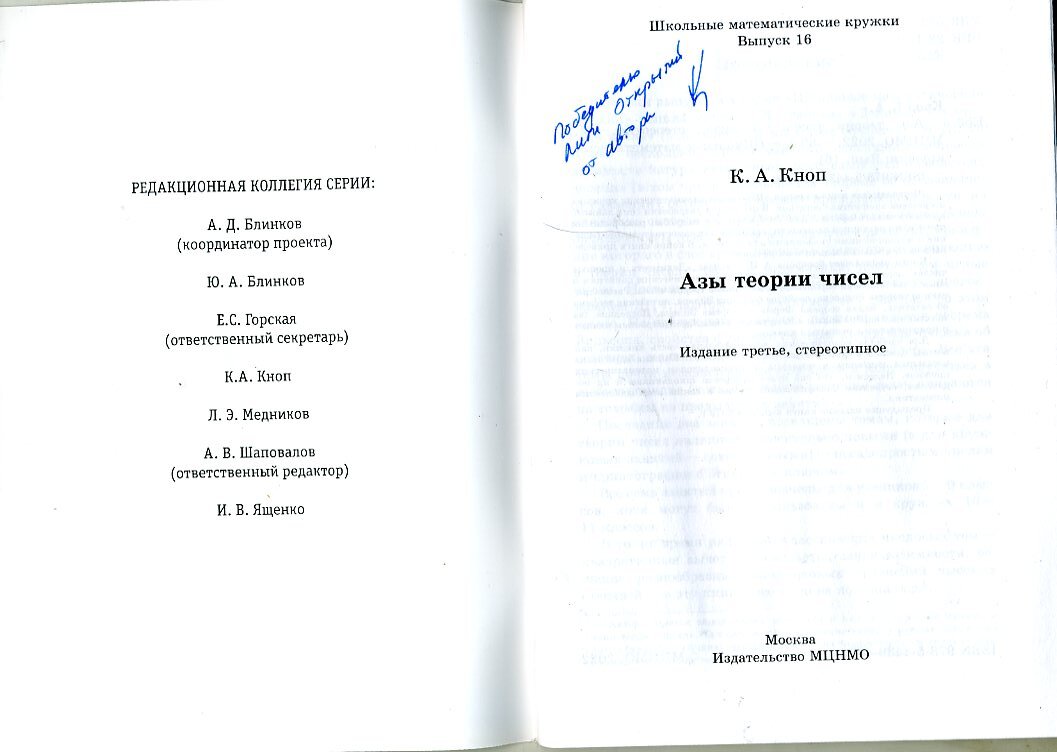 РЕДАКЦИОННАЯ КОЛЛЕГИЯ СЕРИИ:
А. Д. Блинков
(координатор проекта)
Ю. А. Блинков
Е.С. Горская
(ответственный секретарь)
К.А. Кноп
Л. Э. Медников
А. В. Шаповалов
(ответственный редактор)
И. В. Ященко
Школьные математические кружки
Выпуск 16
Победителю
Лиги Открытий
от автора
К. А. Кноп
Азы теории чисел
Издание третье, стереотипное
Москва
Издательство МЦНМО